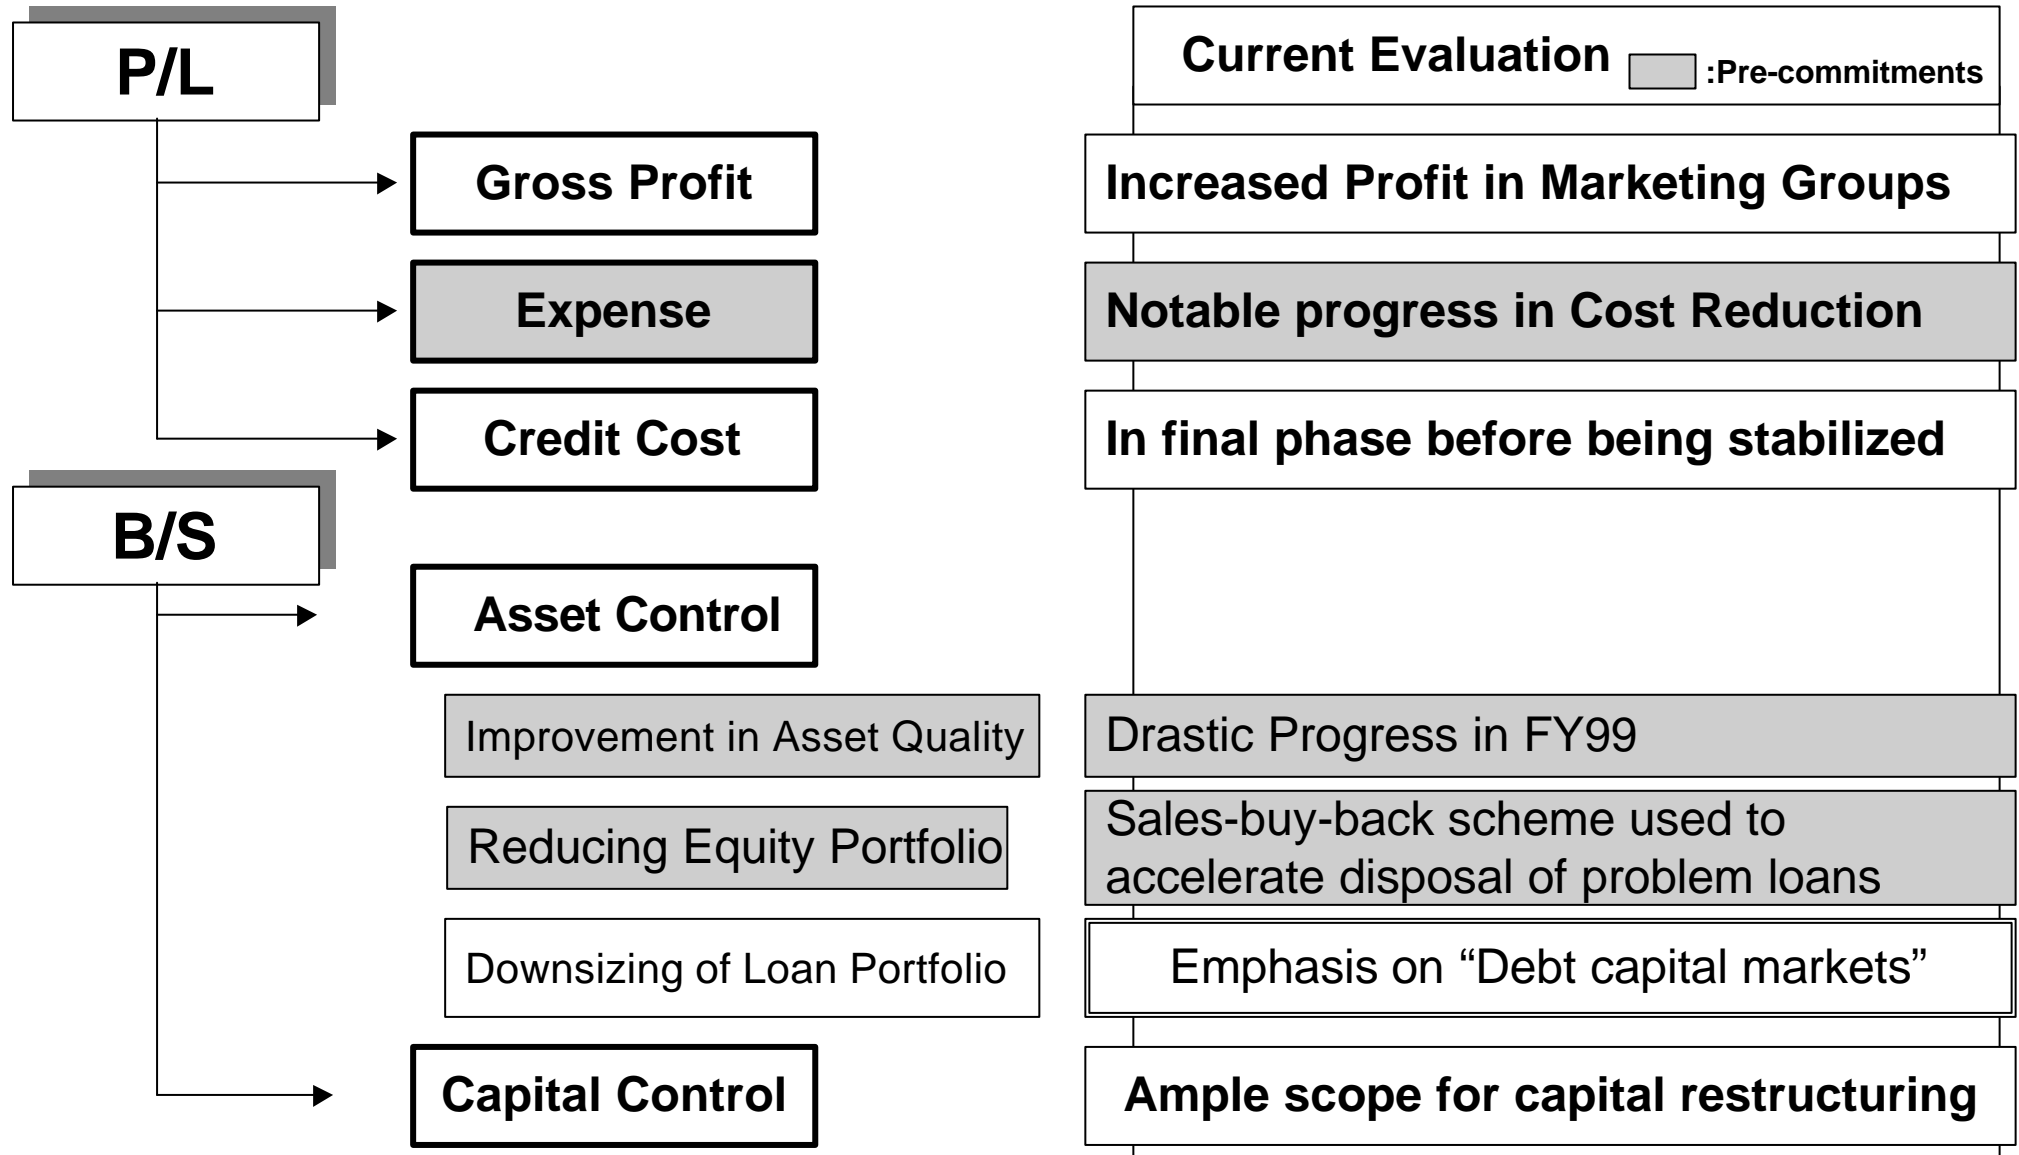 P/L
Current Evaluation :Pre-commitments
Gross Profit
Increased Profit in Marketing Groups
Expense
Notable progress in Cost Reduction
Credit Cost
In final phase before being stabilized
B/S
Asset Control
Improvement in Asset Quality
Drastic Progress in FY99
Reducing Equity Portfolio
Sales-buy-back scheme used to
accelerate disposal of problem loans
Downsizing of Loan Portfolio
Emphasis on “Debt capital markets”
Capital Control
Ample scope for capital restructuring